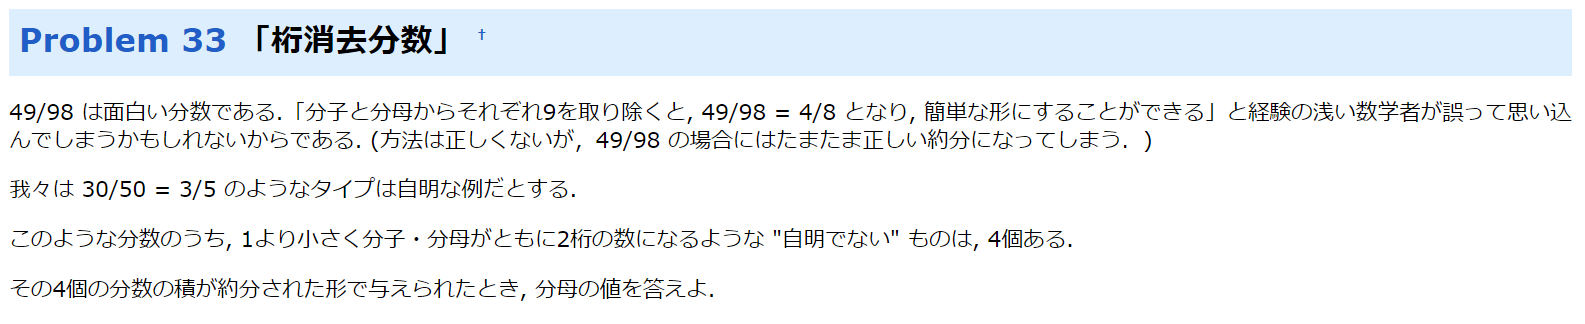 Problem 33 「桁消去分数」 †
49/98 は面白い分数である.「分子と分母からそれぞれ9を取り除くと, 49/98 = 4/8 となり, 簡単な形にすることができる」と経験の浅い数学者が誤って思い込
んでしまうかもしれないからである. (方法は正しくないが，49/98 の場合にはたまたま正しい約分になってしまう．)
我々は 30/50 = 3/5 のようなタイプは自明な例だとする.
このような分数のうち, 1より小さく分子・分母がともに2桁の数になるような "自明でない" ものは, 4個ある.
その4個の分数の積が約分された形で与えられたとき, 分母の値を答えよ.